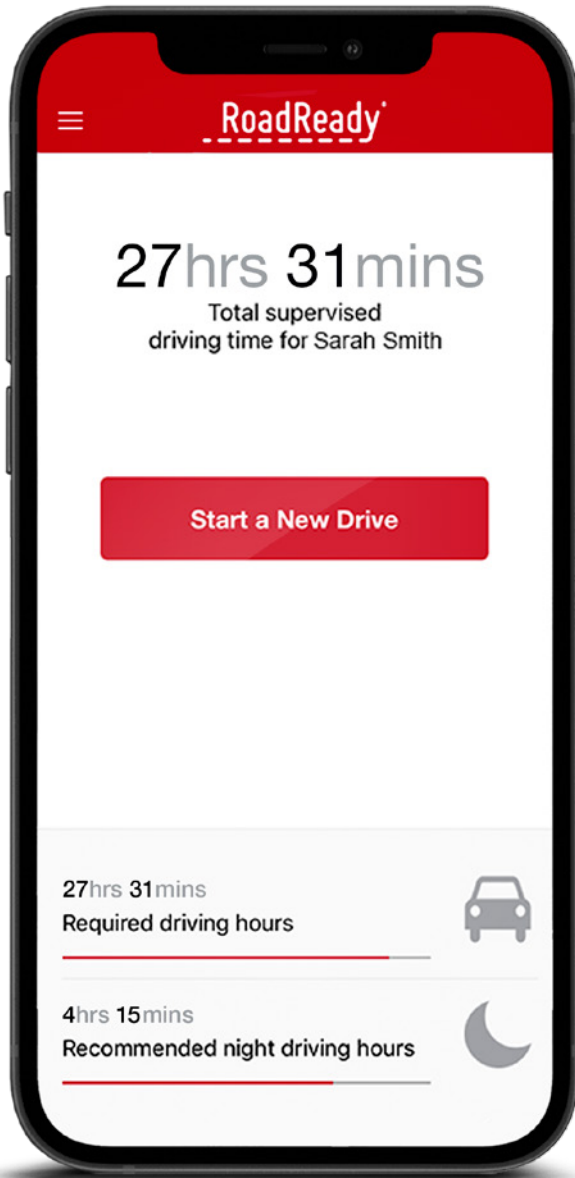 RoadReady
27hrs 31mins
Total supervised
driving time for Sarah Smith
Start a New Drive
27hrs 31mins
Required driving hours
4hrs 15mins
Recommended night driving hours